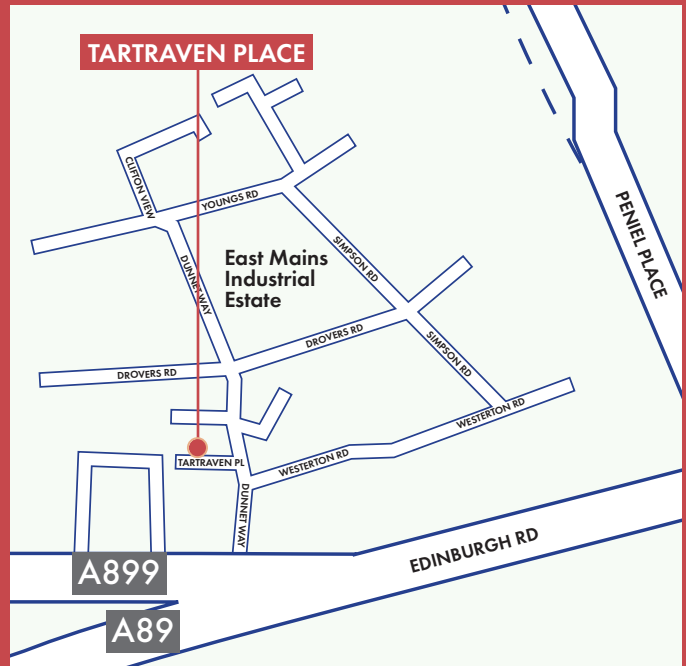 TARTRAVEN PLACE
CLIFTON VIEW
YOUNGS RD
PENIEL PLACE
East Mains
Industrial
Estate
SIMPSON RD
DUNNET WAY
DROVERS RD
SIMPSON RD
DROVERS RD
WESTERTON RD
TARTRAVEN PL
WESTERTON RD
DUNNET WAY
EDINBURGH RD
A899
A89